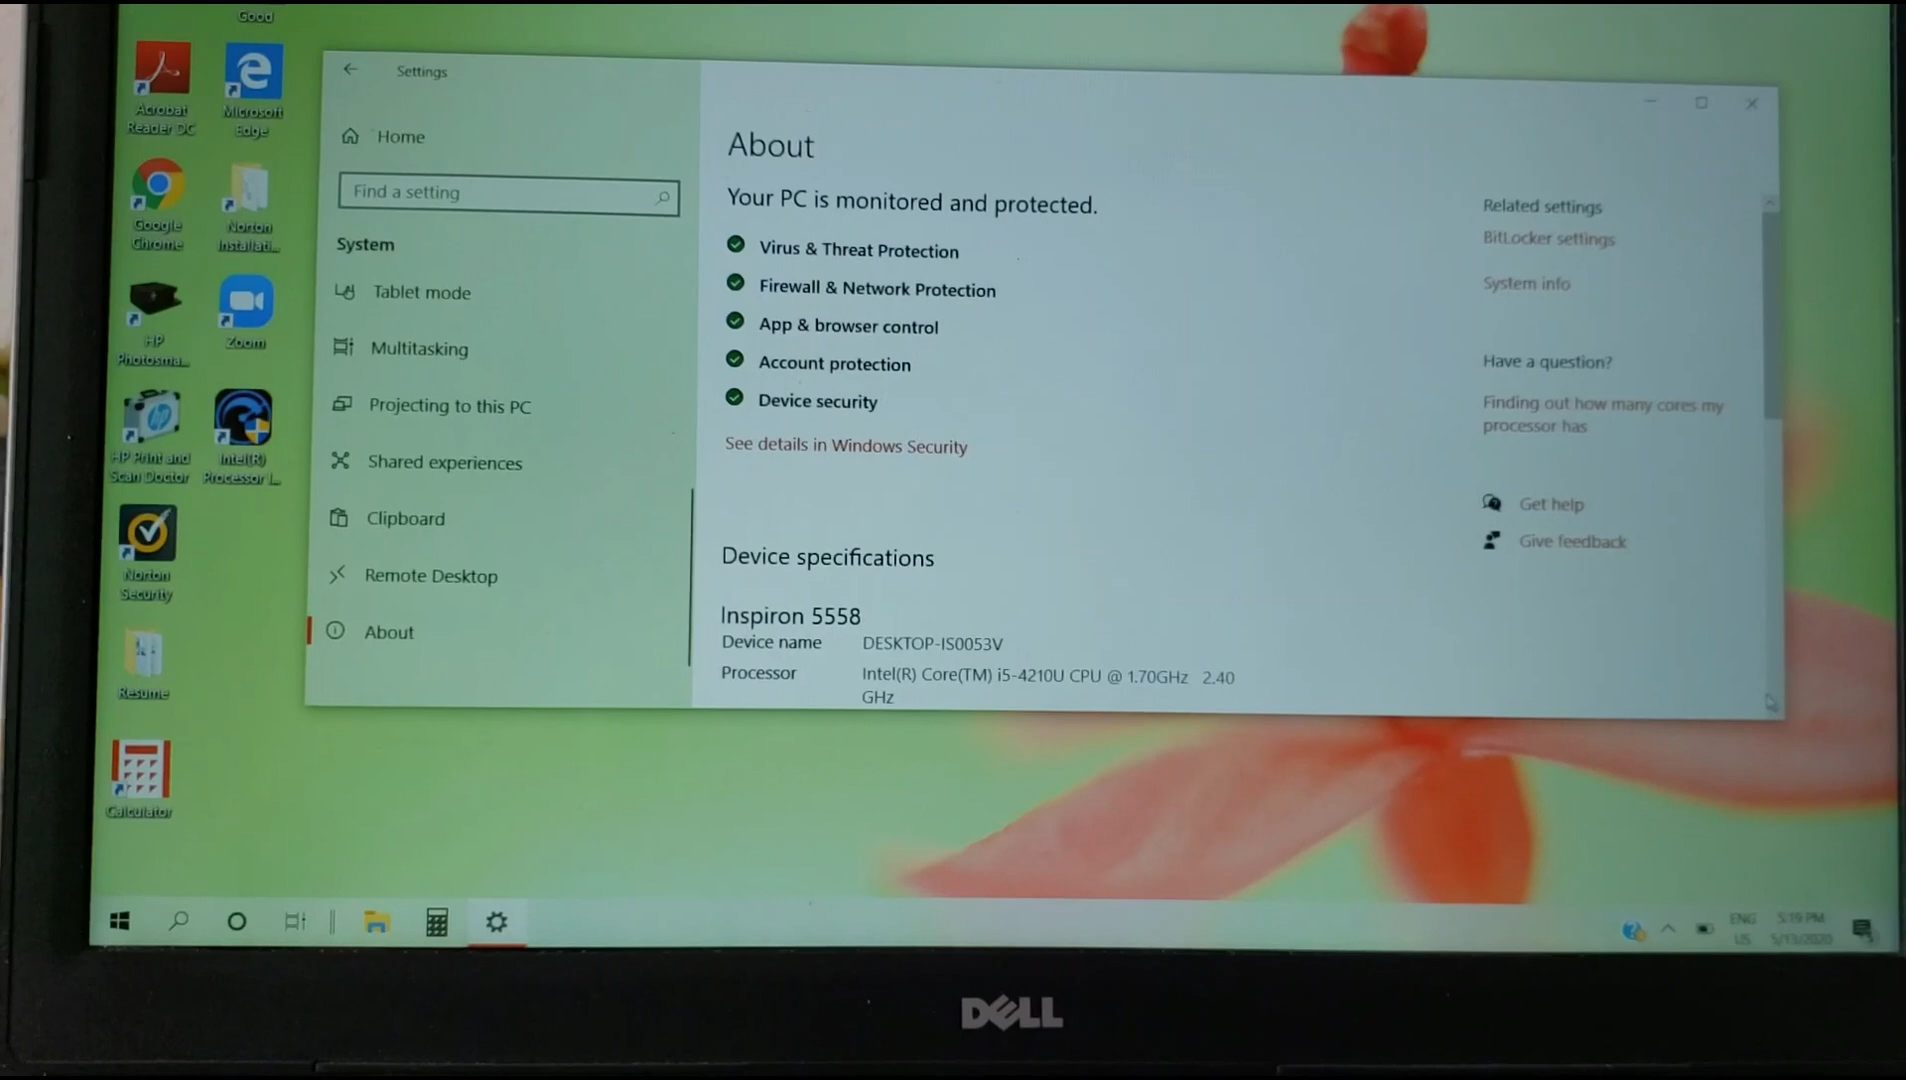 Good
Acrobat
Reader DC
Microsoft
Edge
Google
Chrome
Norton
Installati...
HP
Photosma...
Zoom
HP Print and
Scan Doctor
Intel(R)
Processor I...
Norton
Security
Resume
Calculator
Settings
Home
Find a setting
System
Tablet mode
Multitasking
Projecting to this PC
Shared experiences
Clipboard
Remote Desktop
About
About
Your PC is monitored and protected.
Virus & Threat Protection
Firewall & Network Protection
App & browser control
Account protection
Device security
See details in Windows Security
Device specifications
Inspiron 5558
Device name DESKTOP-IS0053V
Processor Intel(R) Core(TM) i5-4210U CPU @ 1.70GHz 2.40
GHz
Related settings
BitLocker settings
System info
Have a question?
Finding out how many cores my
processor has
Get help
Give feedback
ENG
US
5:19 PM
5/13/2020
DELL